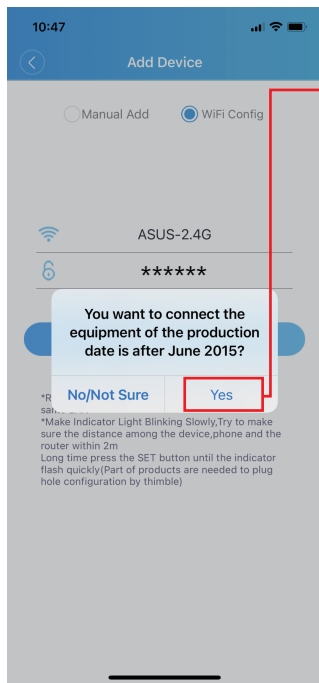 10:47
Add Device
Manual Add WiFi Config
ASUS-2.4G
******
You want to connect the
equipment of the production
date is after June 2015?
No/Not Sure Yes
*Make Indicator Light Blinking Slowly,Try to make
sure the distance among the device,phone and the
router within 2m
Long time press the SET button until the indicator
flash quickly(Part of products are needed to plug
hole configuration by thimble)